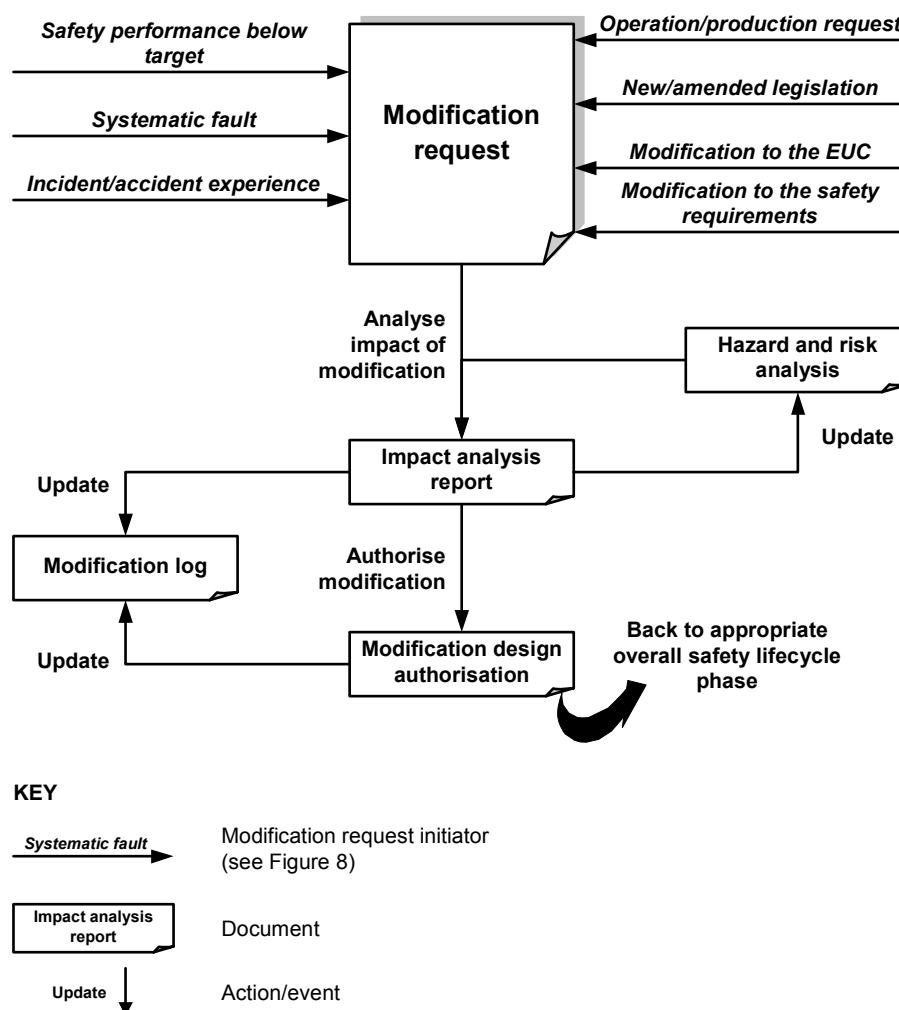 Safety performance below
target
Systematic fault
Incident/accident experience
Modification
request
Operation/production request
New/amended legislation
Modification to the EUC
Modification to the safety
requirements
Analyse
impact of
modification
Hazard and risk
analysis
Update
Impact analysis
report
Update
Modification log
Authorise
modification
Update
Modification design
authorisation
Back to appropriate
overall safety lifecycle
phase
KEY
Systematic fault
Modification request initiator
(see Figure 8)
Impact analysis
report
Document
Update
Action/event